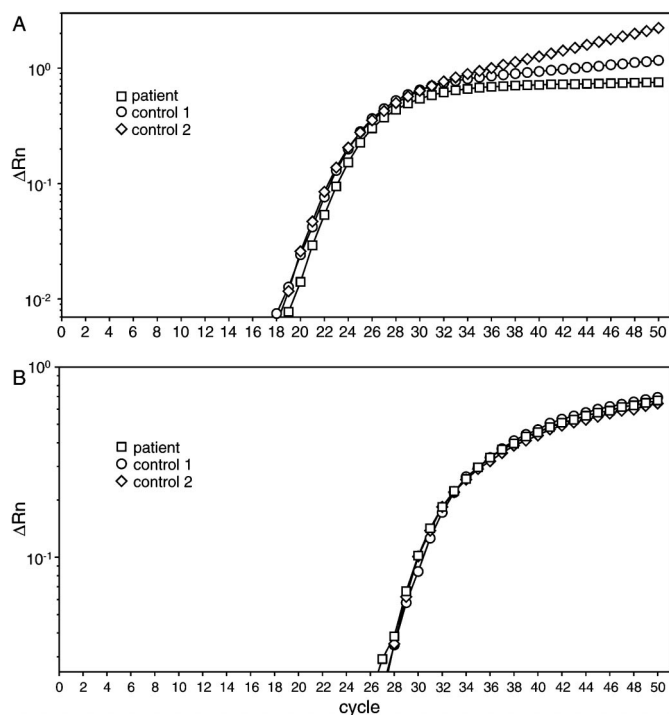 A
10⁰
10⁻¹
10⁻²
ΔRn
patient
control 1
control 2
0 2 4 6 8 10 12 14 16 18 20 22 24 26 28 30 32 34 36 38 40 42 44 46 48 50
B
10⁰
10⁻¹
ΔRn
patient
control 1
control 2
0 2 4 6 8 10 12 14 16 18 20 22 24 26 28 30 32 34 36 38 40 42 44 46 48 50
cycle